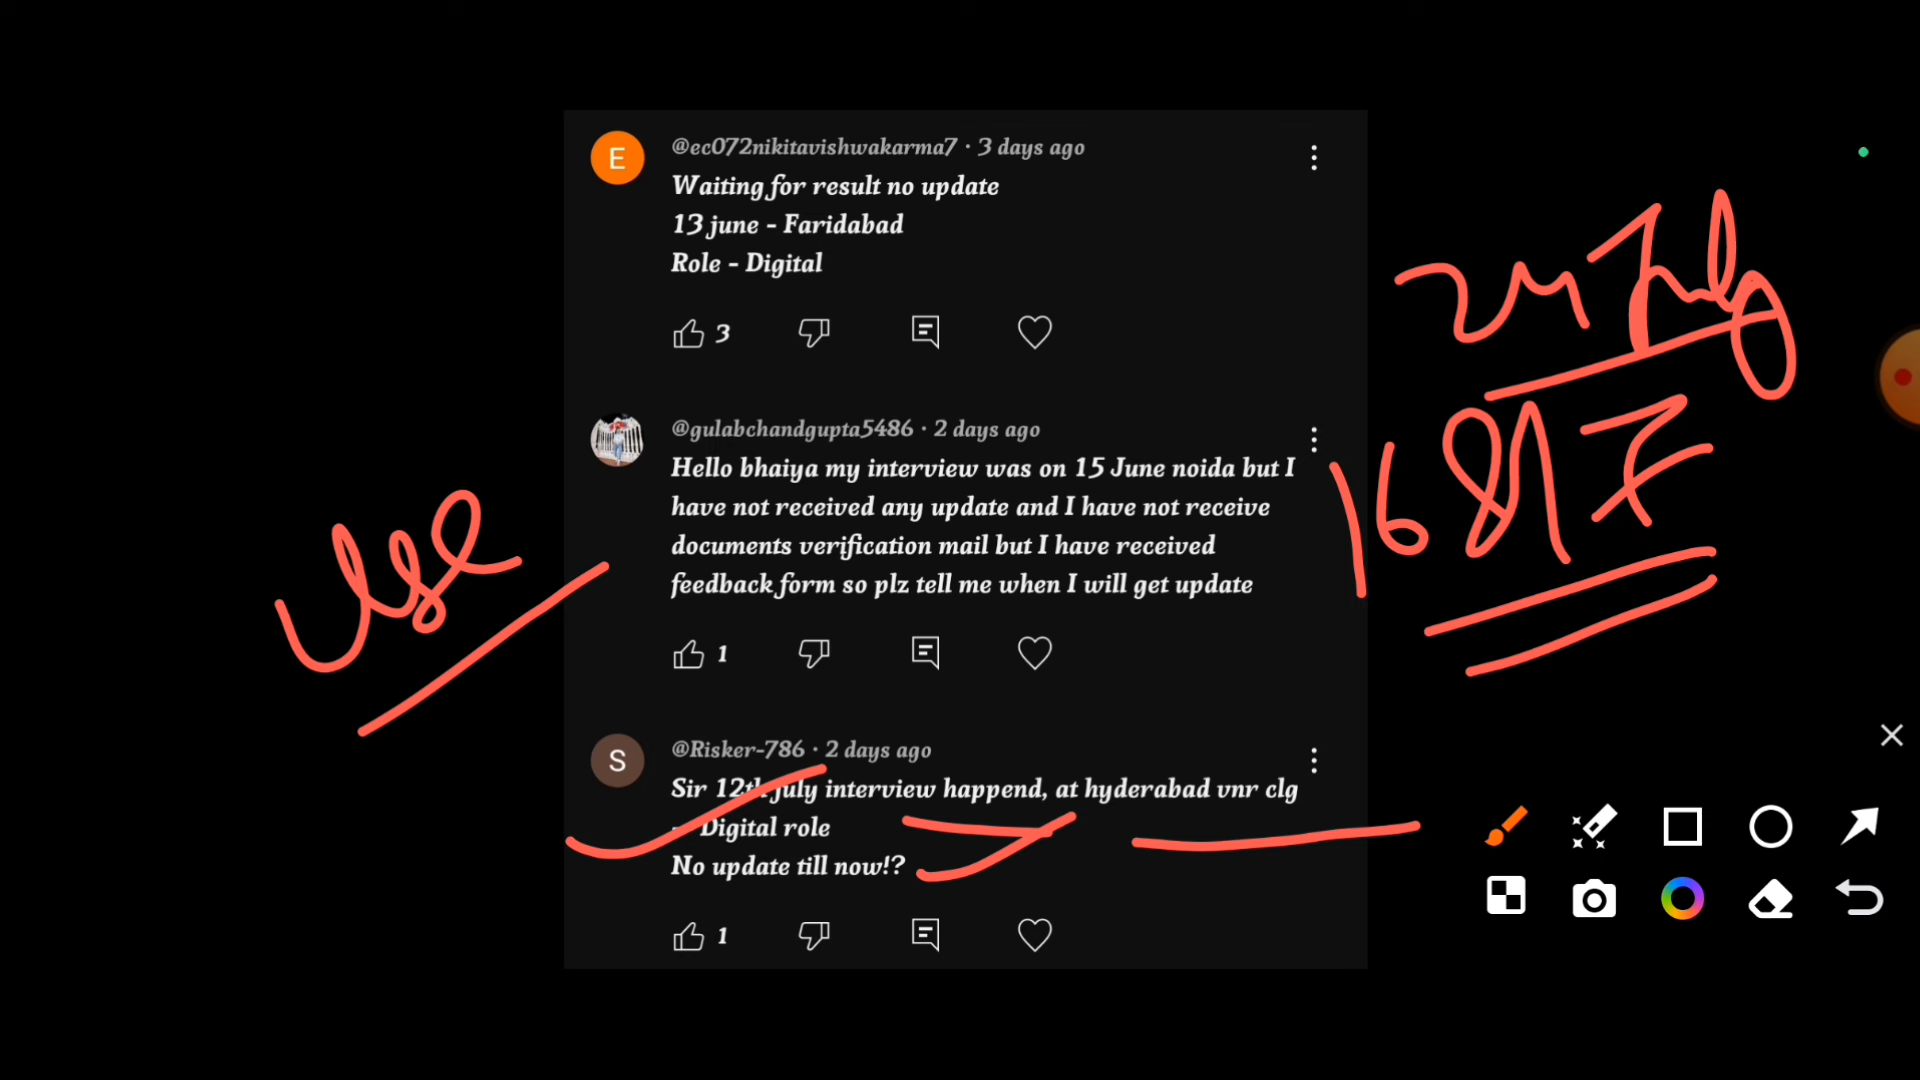 E
@ec072nikitavishwakarma7 · 3 days ago
Waiting for result no update
13 june - Faridabad
Role - Digital
3
@gulabchandgupta5486 · 2 days ago
Hello bhaiya my interview was on 15 June noida but I
have not received any update and I have not receive
documents verification mail but I have received
feedback form so plz tell me when I will get update
1
S
@Risker-786 · 2 days ago
Sir 12th july interview happend, at hyderabad vnr clg
-- Digital role
No update till now!?
1